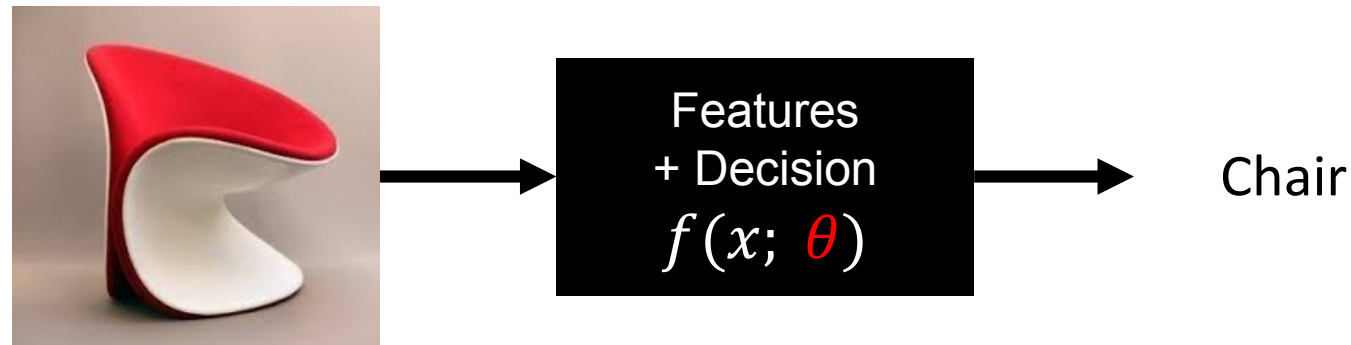 Features
+ Decision
f(x; θ)
Chair